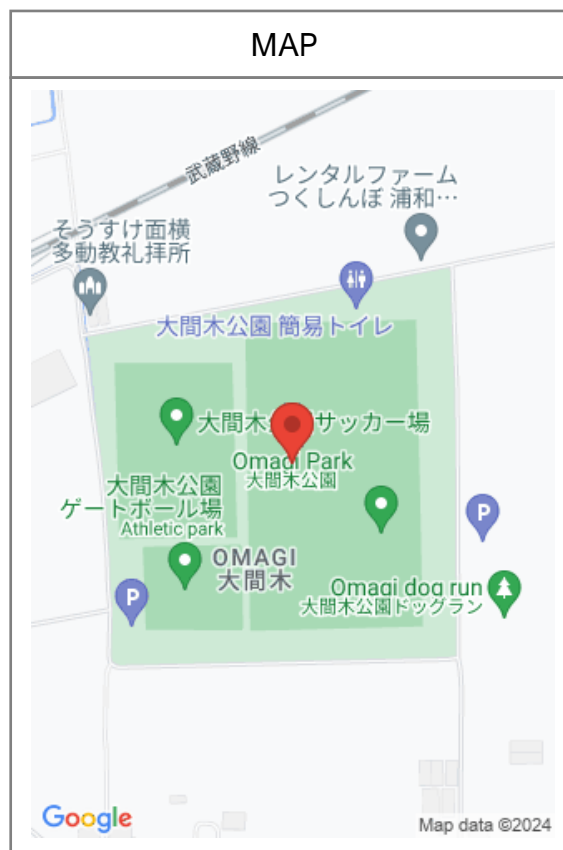 MAP
武蔵野線
レンタルファーム
つくしんぼ 浦和…
そうすけ面横
多動教礼拝所
大間木公園 簡易トイレ
大間木 サッカー場
Omagi Park
大間木公園
大間木公園
ゲートボール場
Athletic park
OMAGI
大間木
P
P
Omagi dog run
大間木公園ドッグラン
Google
Map data ©2024